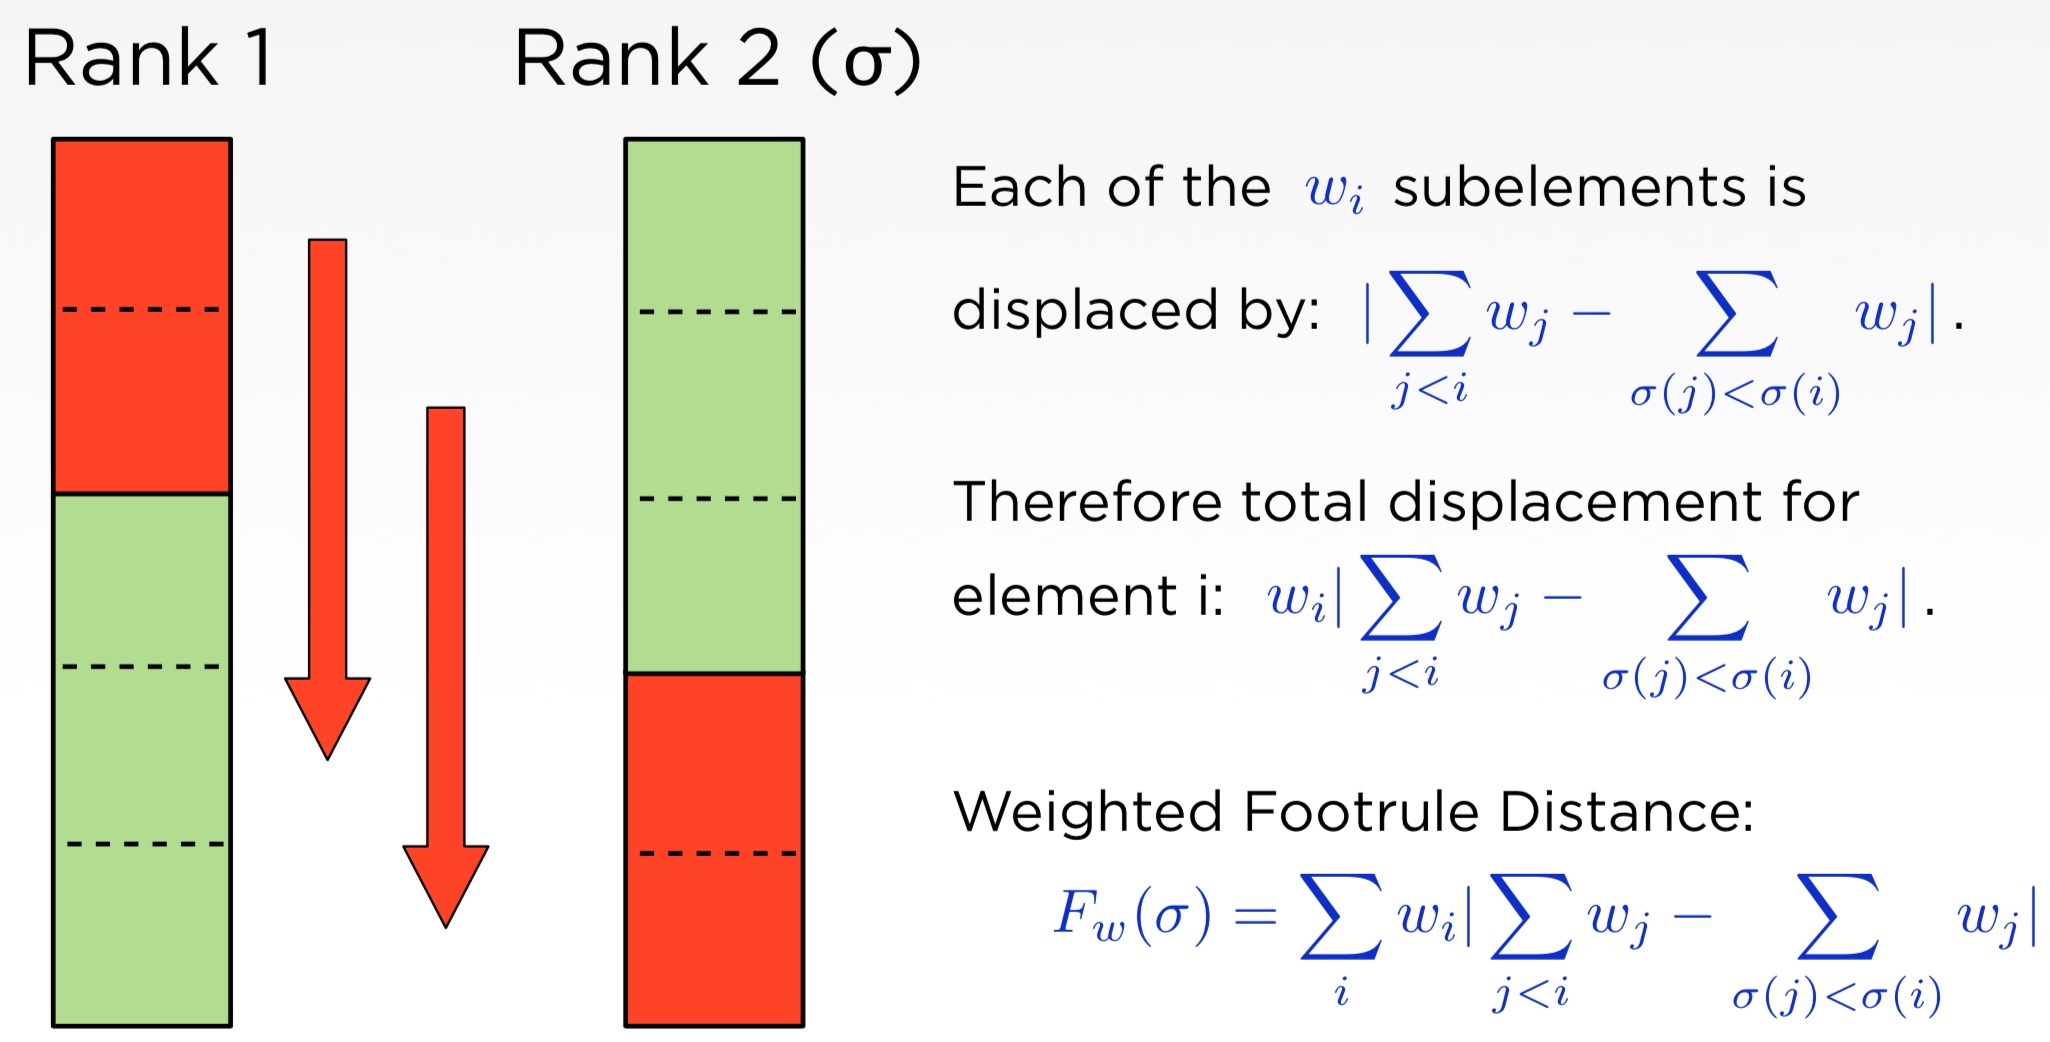 Rank 1
Rank 2 (σ)
Each of the $w_i$ subelements is
displaced by: $|\sum_{j<i} w_j - \sum_{\sigma(j)<\sigma(i)} w_j|$.
Therefore total displacement for
element i: $w_i|\sum_{j<i} w_j - \sum_{\sigma(j)<\sigma(i)} w_j|$.
Weighted Footrule Distance:
$F_w(\sigma) = \sum_{i} w_i|\sum_{j<i} w_j - \sum_{\sigma(j)<\sigma(i)} w_j|$